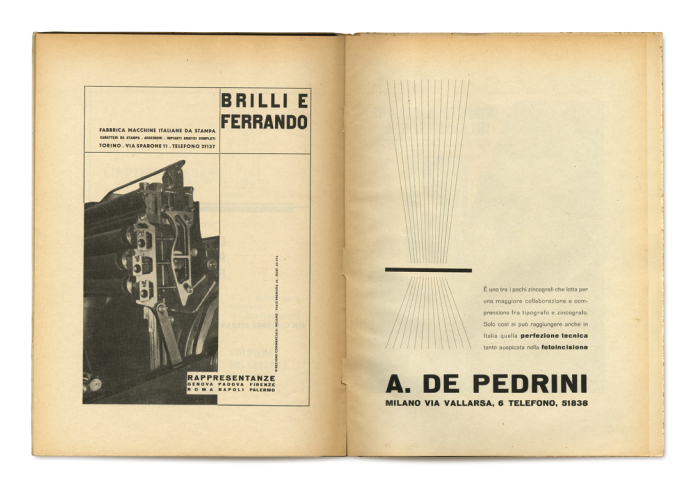 BRILLI E
FERRANDO
FABBRICA MACCHINE ITALIANE DA STAMPA
CARATTERI DA STAMPA . ACCESSORI . IMPIANTI GRAFICI COMPLETI
TORINO . VIA SPARONE 11 . TELEFONO 21137
RAPPRESENTANZE
GENOVA PADOVA FIRENZE
ROMA NAPOLI PALERMO
È uno tra i pochi zincografi che lotta per
una maggiore collaborazione e com-
prensione fra tipografo e zincografo.
Solo così si può raggiungere anche in
Italia quella perfezione tecnica
tanto auspicata nella fotoincisione
A. DE PEDRINI
MILANO VIA VALLARSA, 6 TELEFONO, 51838